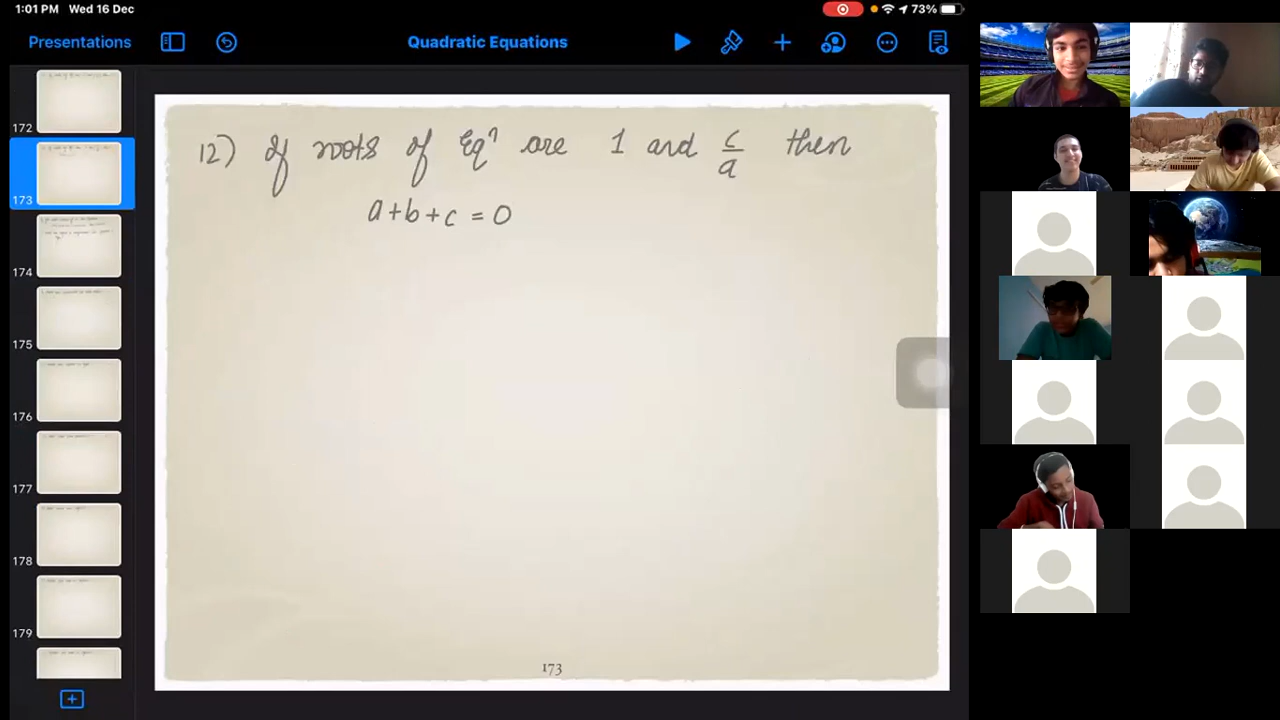 1:01 PM Wed 16 Dec
73%
Presentations
Quadratic Equations
172
173
174
175
176
177
178
179
12) If roots of Eqn are 1 and c/a then
a+b+c = 0
173